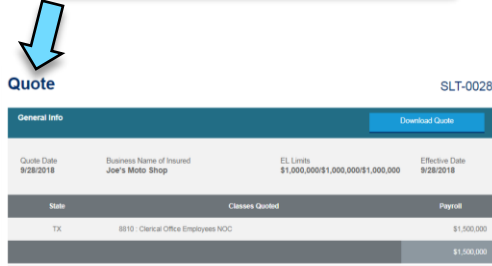 Quote
SLT-0028
General Info
Download Quote
Quote Date Business Name of Insured EL Limits Effective Date
9/28/2018 Joe's Moto Shop $1,000,000/$1,000,000/$1,000,000 9/28/2018
State Classes Quoted Payroll
TX 8810 : Clerical Office Employees NOC $1,500,000
$1,500,000